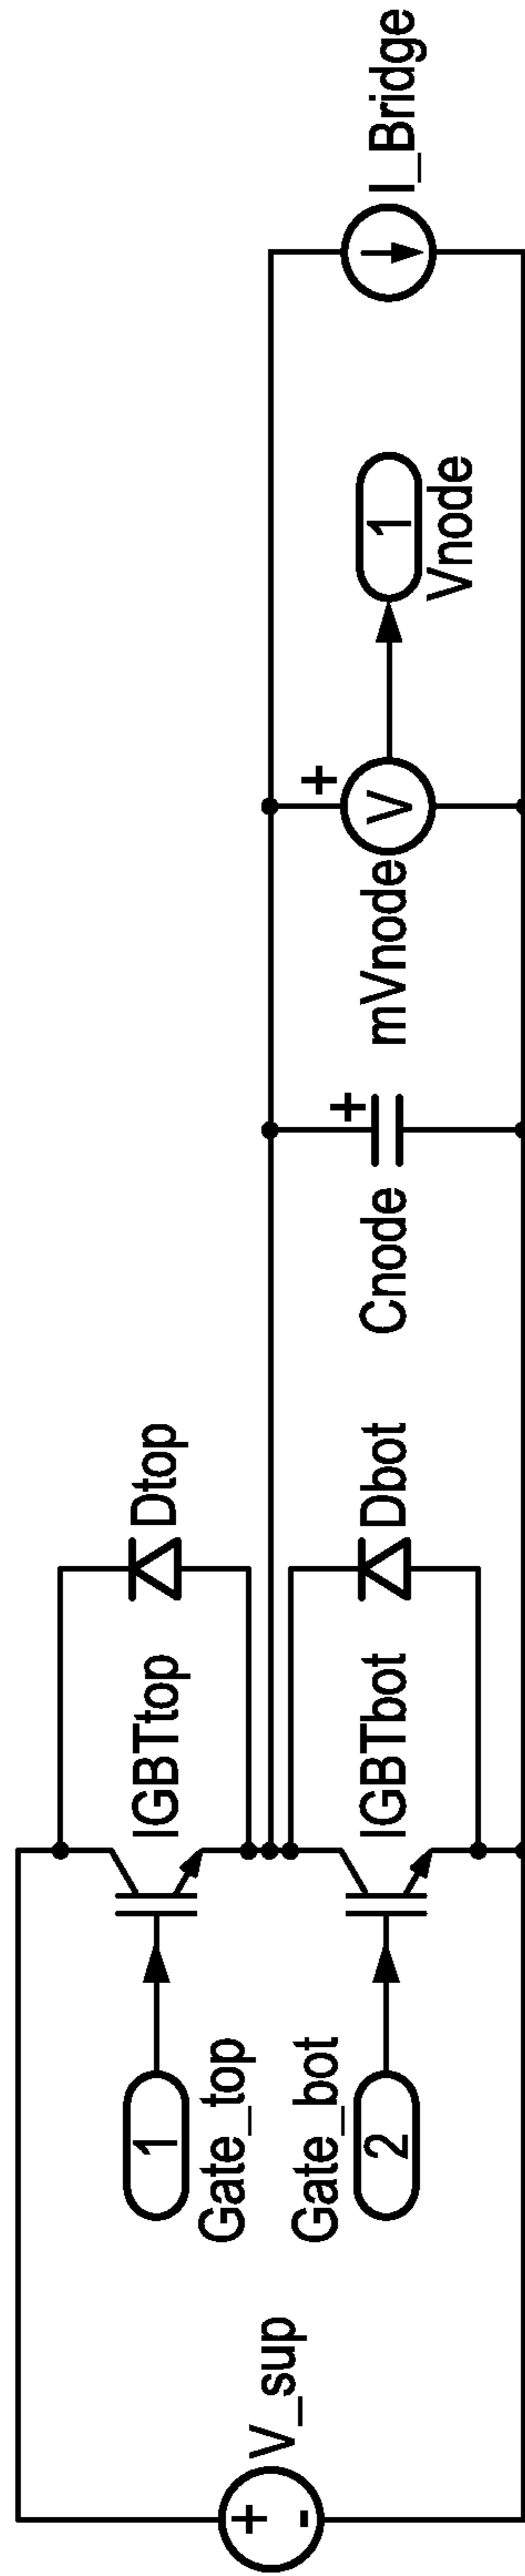 V_sup
+
-
1
Gate_top
2
Gate_bot
IGBTtop
Dtop
IGBTbot
Dbot
Cnode
+
mVnode
+
V
1
Vnode
I_Bridge